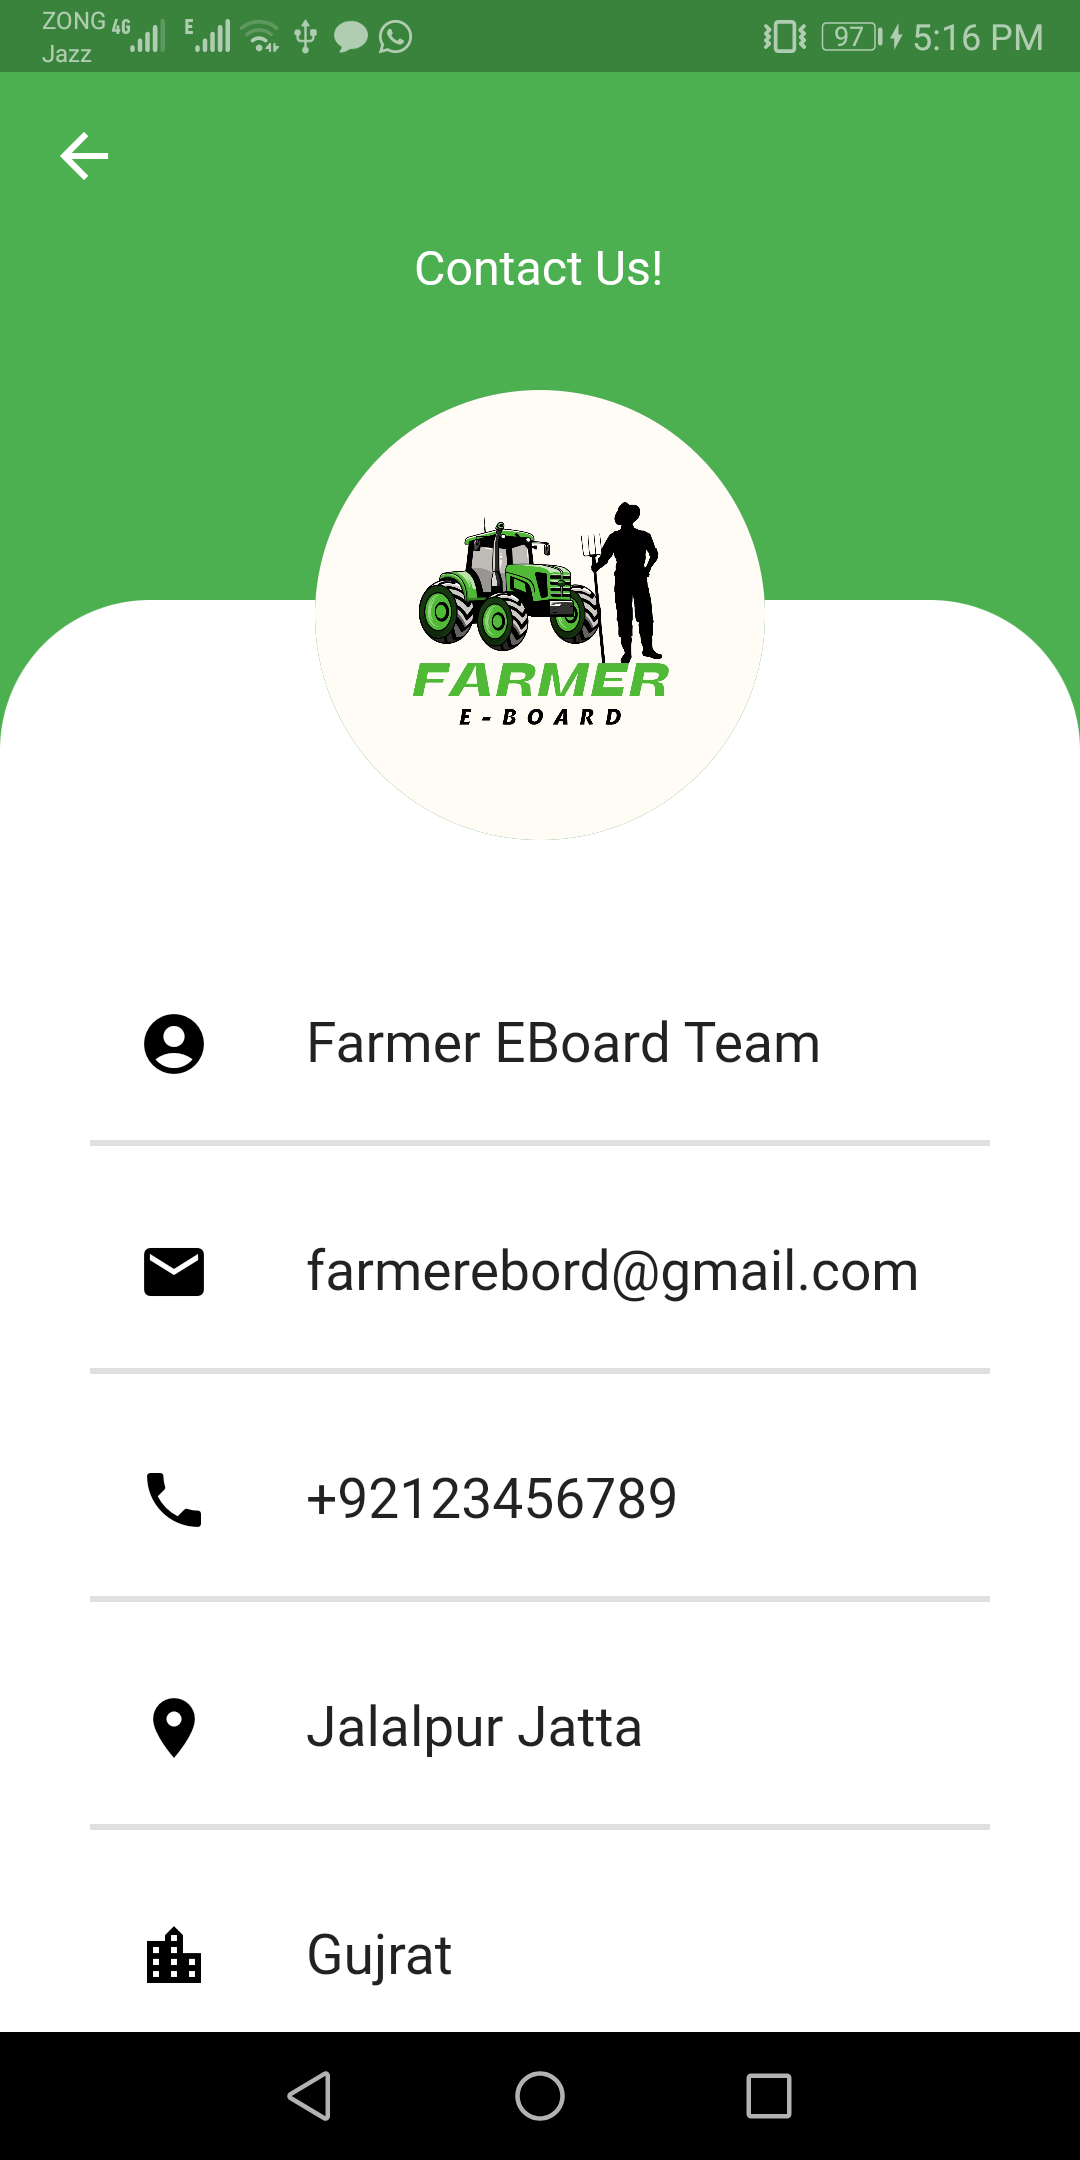 ZONG 4G E 97 5:16 PM
Jazz
Contact Us!
FARMER
E-BOARD
Farmer EBoard Team
farmerebord@gmail.com
+92123456789
Jalalpur Jatta
Gujrat